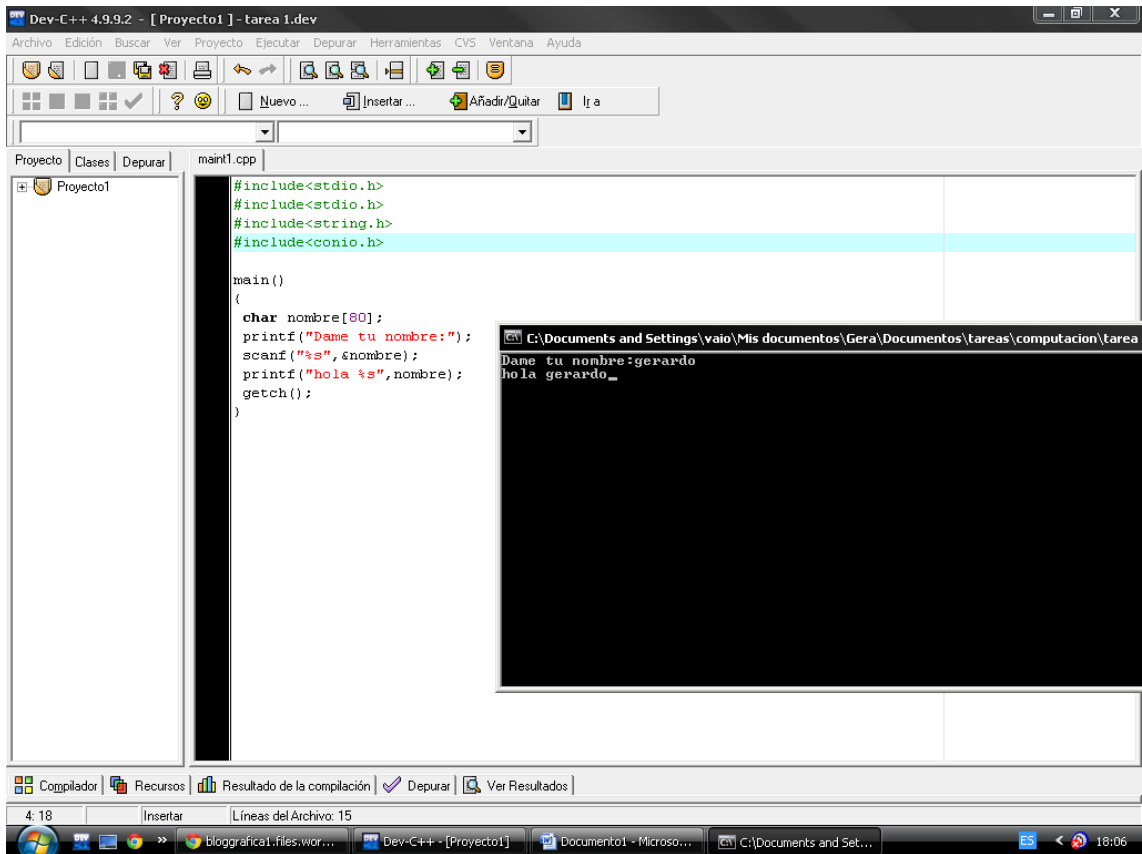 Dev-C++ 4.9.9.2 - [ Proyecto1 ] - tarea 1.dev
Archivo Edición Buscar Ver Proyecto Ejecutar Depurar Herramientas CVS Ventana Ayuda
Nuevo ... Insertar ... Añadir/Quitar Ir a
Proyecto Clases Depurar maint1.cpp
Proyecto1
#include<stdio.h>
#include<stdio.h>
#include<string.h>
#include<conio.h>
main()
{
char nombre[80];
printf("Dame tu nombre:");
scanf("%s",&nombre);
printf("hola %s",nombre);
getch();
}
C:\Documents and Settings\vaio\Mis documentos\Gera\Documentos\tareas\computacion\tarea
Dame tu nombre:gerardo
hola gerardo_
Compilador Recursos Resultado de la compilación Depurar Ver Resultados
4: 18 Insertar Líneas del Archivo: 15
» bloggrafica1.files.wor... Dev-C++ - [Proyecto1] Documento1 - Microso... C:\Documents and Set... ES < 18:06